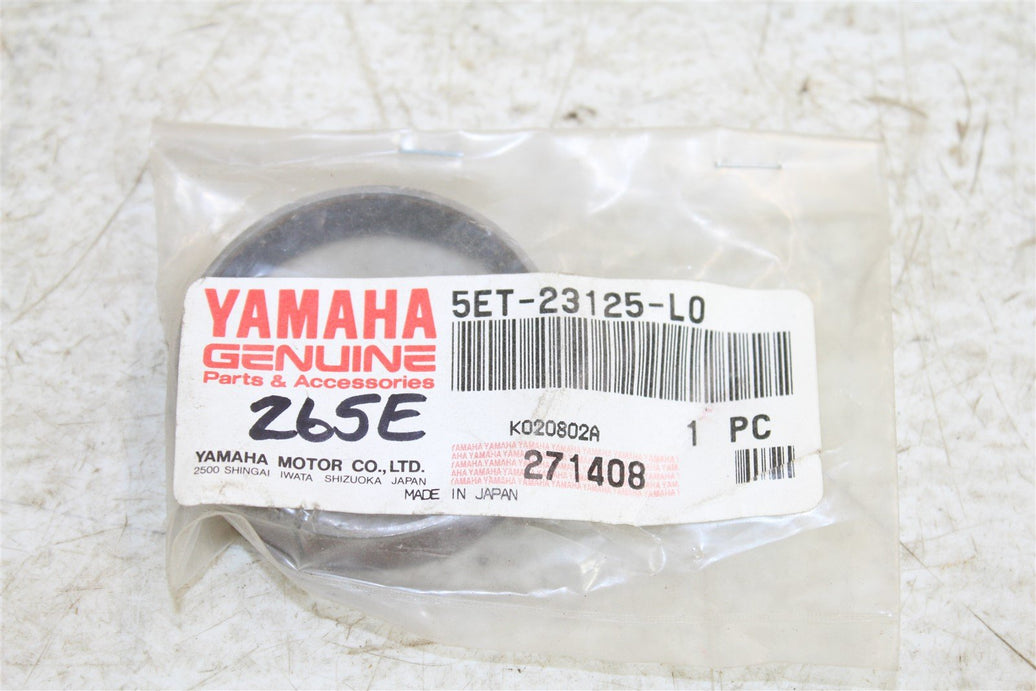 YAMAHA
GENUINE
Parts & Accessories
265E
YAMAHA MOTOR CO., LTD.
2500 SHINGAI IWATA SHIZUOKA JAPAN
MADE IN JAPAN
5ET-23125-L0
K020802A
1 PC
271408